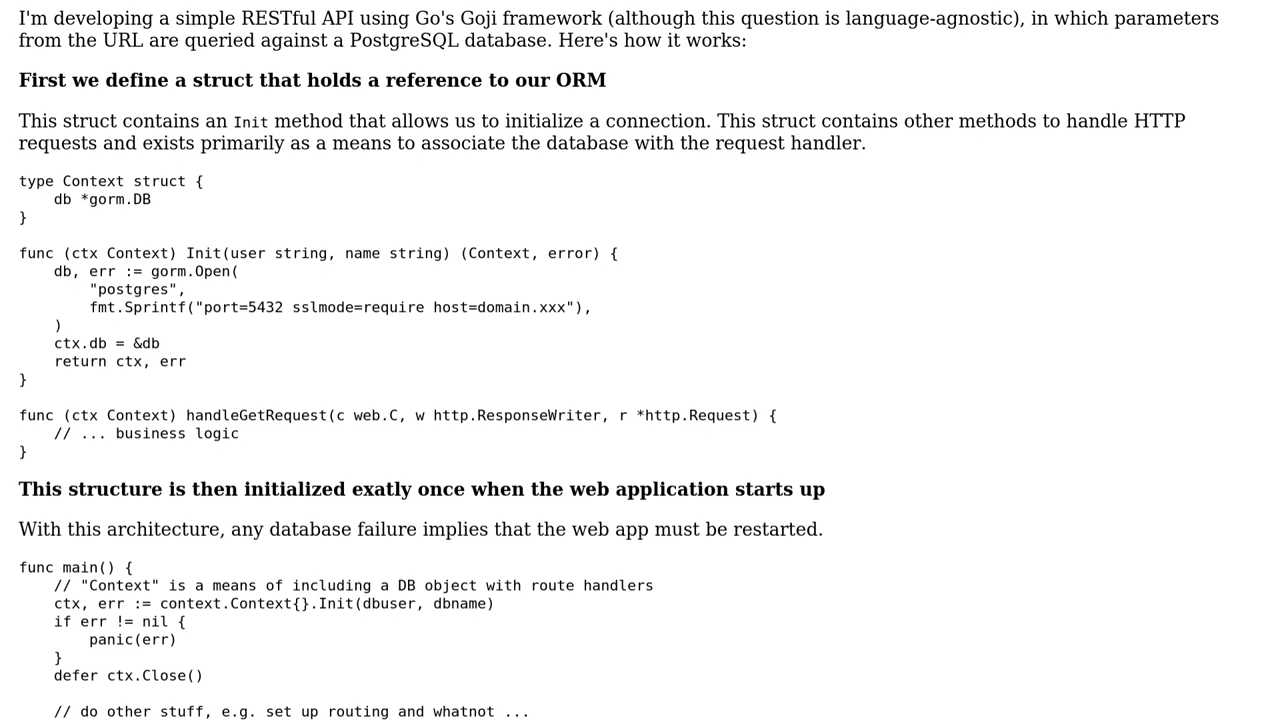 I'm developing a simple RESTful API using Go's Goji framework (although this question is language-agnostic), in which parameters
from the URL are queried against a PostgreSQL database. Here's how it works:
First we define a struct that holds a reference to our ORM
This struct contains an Init method that allows us to initialize a connection. This struct contains other methods to handle HTTP
requests and exists primarily as a means to associate the database with the request handler.
type Context struct {
    db *gorm.DB
}
func (ctx Context) Init(user string, name string) (Context, error) {
    db, err := gorm.Open(
        "postgres",
        fmt.Sprintf("port=5432 sslmode=require host=domain.xxx"),
    )
    ctx.db = &db
    return ctx, err
}
func (ctx Context) handleGetRequest(c web.C, w http.ResponseWriter, r *http.Request) {
    // ... business logic
}
This structure is then initialized exatly once when the web application starts up
With this architecture, any database failure implies that the web app must be restarted.
func main() {
    // "Context" is a means of including a DB object with route handlers
    ctx, err := context.Context{}.Init(dbuser, dbname)
    if err != nil {
        panic(err)
    }
    defer ctx.Close()
    // do other stuff, e.g. set up routing and whatnot ...